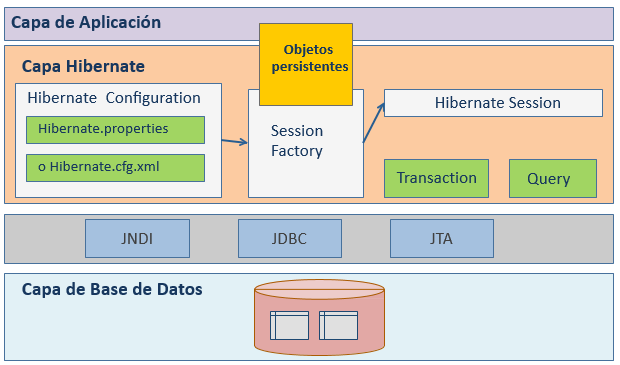 Capa de Aplicación
Objetos
persistentes
Capa Hibernate
Hibernate Configuration
Hibernate.properties
o Hibernate.cfg.xml
Session
Factory
Hibernate Session
Transaction
Query
JNDI
JDBC
JTA
Capa de Base de Datos